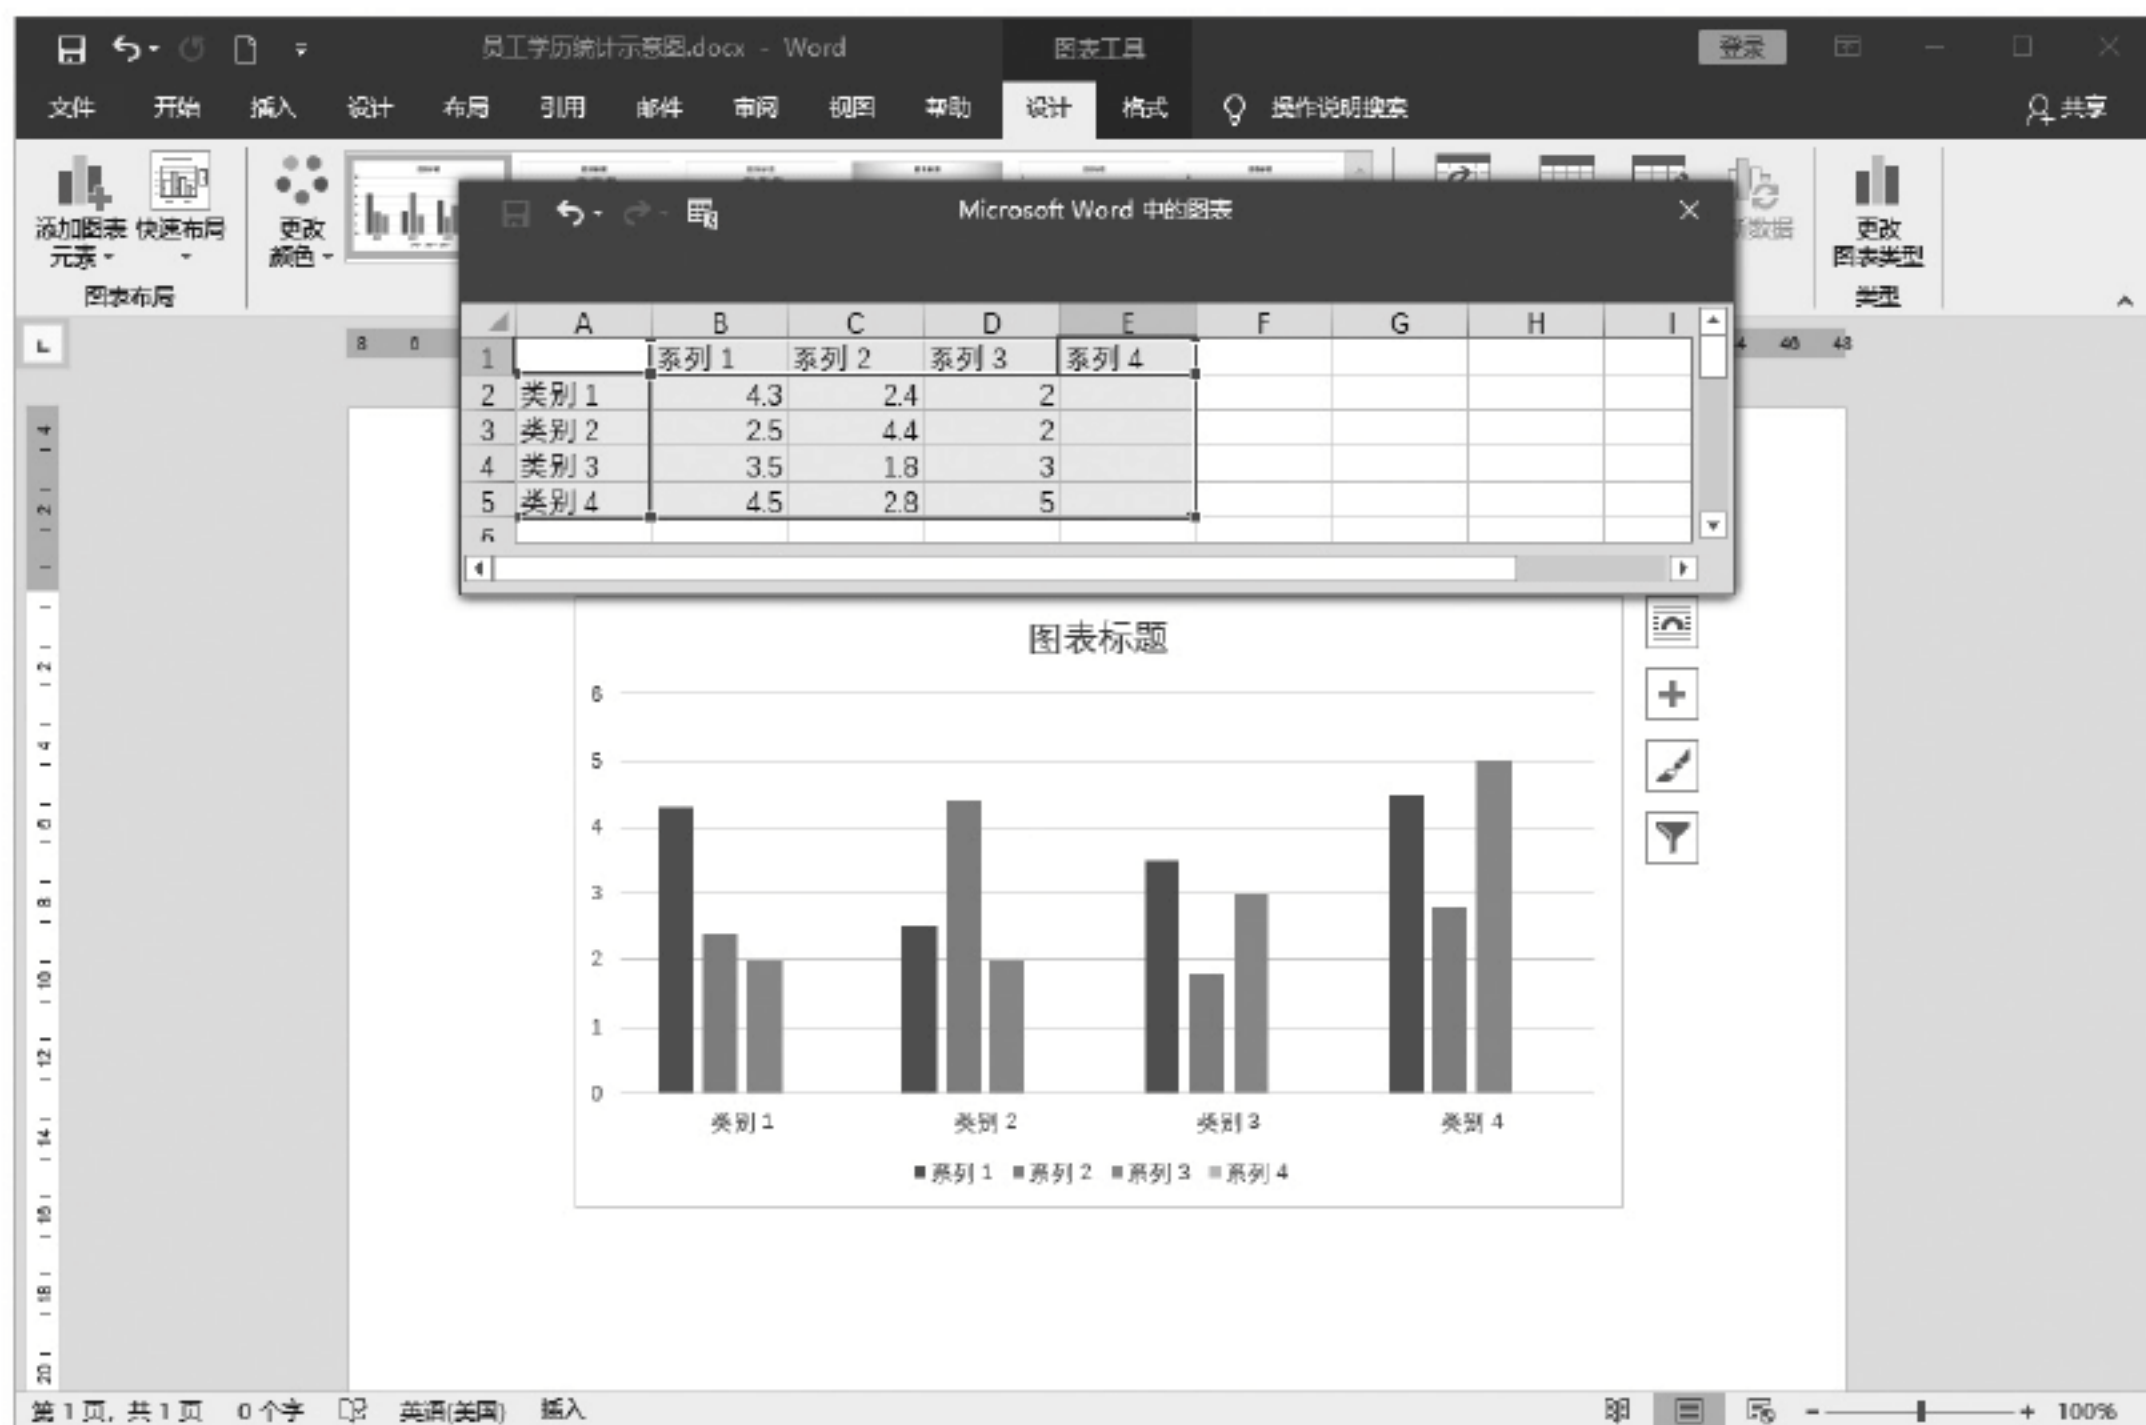 员工学历统计示意图.docx - Word
图表工具
登录
文件 开始 插入 设计 布局 引用 邮件 审阅 视图 帮助 设计 格式 操作说明搜索 共享
添加图表元素 快速布局 更改颜色
更改图表类型
图表布局
类型
Microsoft Word 中的图表
A B C D E F G H I
1 系列 1 系列 2 系列 3 系列 4
2 类别 1 4.3 2.4 2
3 类别 2 2.5 4.4 2
4 类别 3 3.5 1.8 3
5 类别 4 4.5 2.8 5
6
图表标题
6
5
4
3
2
1
0
类别 1 类别 2 类别 3 类别 4
系列 1 系列 2 系列 3 系列 4
第 1 页, 共 1 页 0 个字 英语(美国) 插入 100%